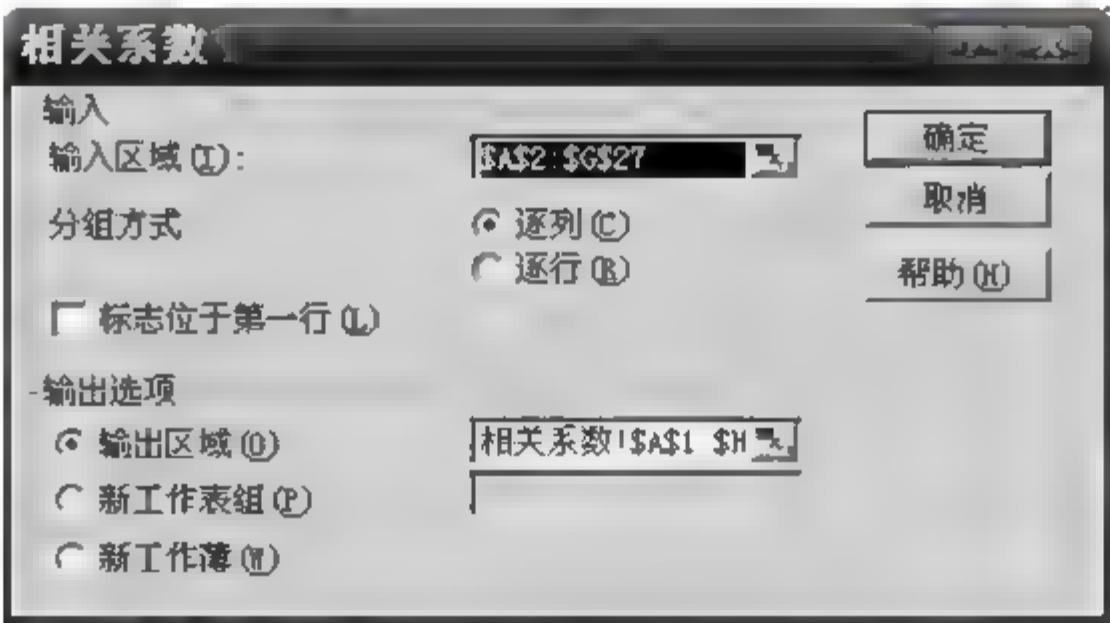 相关系数
输入
输入区域(I):
$A$2:$G$27
确定
取消
分组方式
逐列(C)
逐行(R)
帮助(H)
标志位于第一行(L)
输出选项
输出区域(O)
相关系数!$A$1 $H
新工作表组(P)
新工作薄(W)